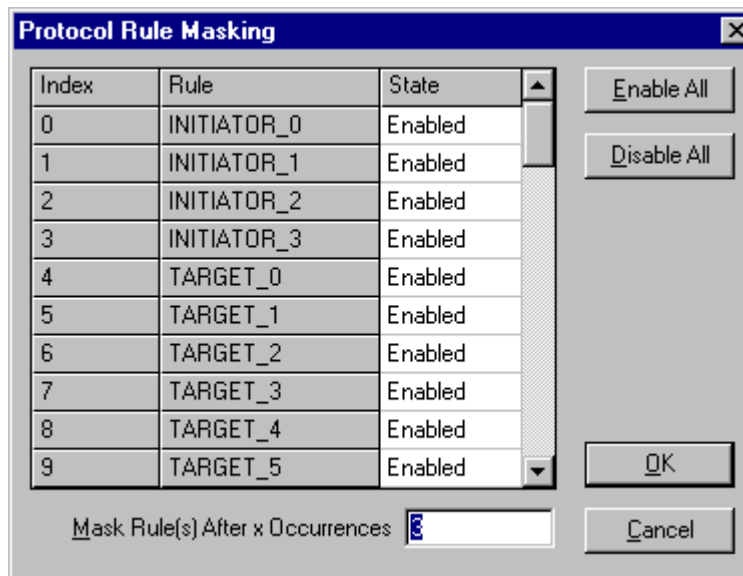 Protocol Rule Masking
Index Rule State
0 INITIATOR_0 Enabled
1 INITIATOR_1 Enabled
2 INITIATOR_2 Enabled
3 INITIATOR_3 Enabled
4 TARGET_0 Enabled
5 TARGET_1 Enabled
6 TARGET_2 Enabled
7 TARGET_3 Enabled
8 TARGET_4 Enabled
9 TARGET_5 Enabled
Enable All
Disable All
OK
Mask Rule(s) After x Occurrences 3
Cancel